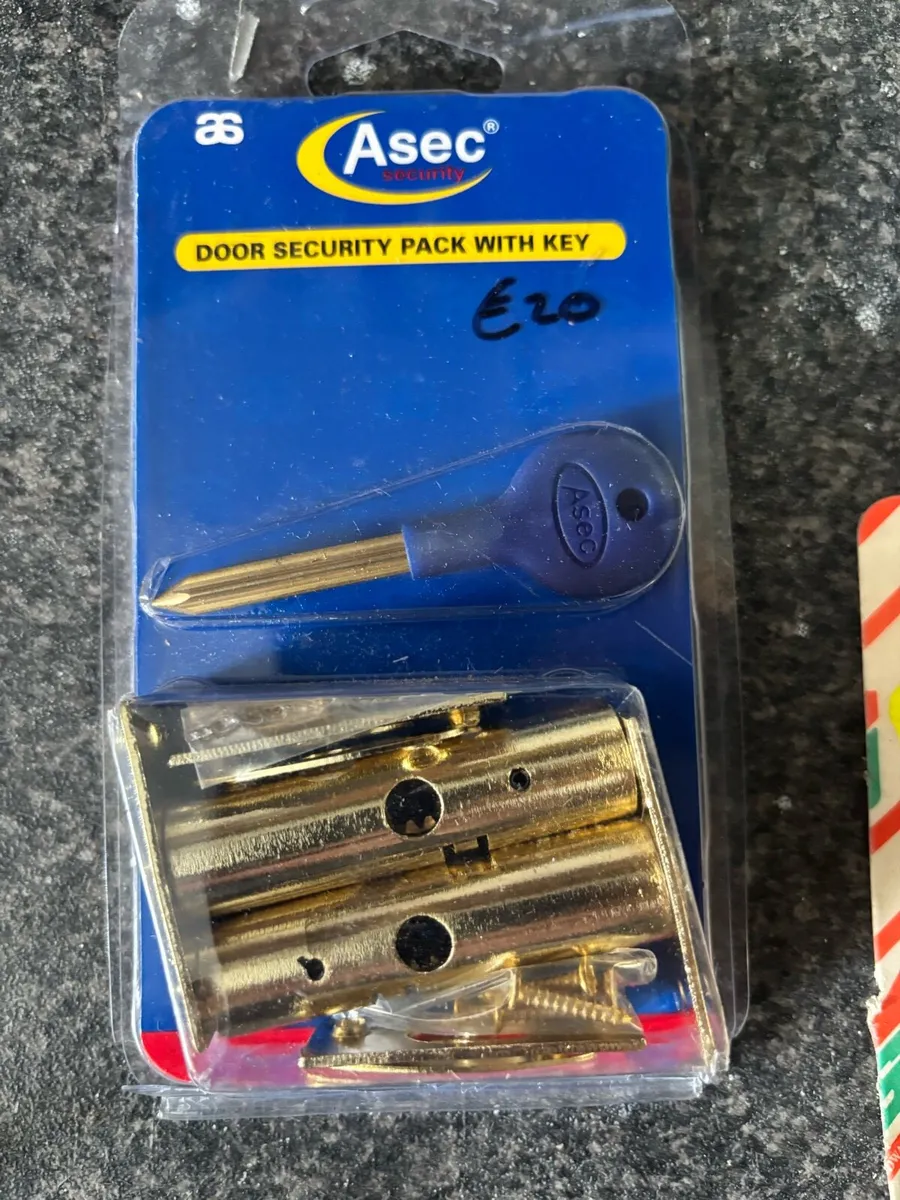 as
Asec®
security
DOOR SECURITY PACK WITH KEY
£20
Asec